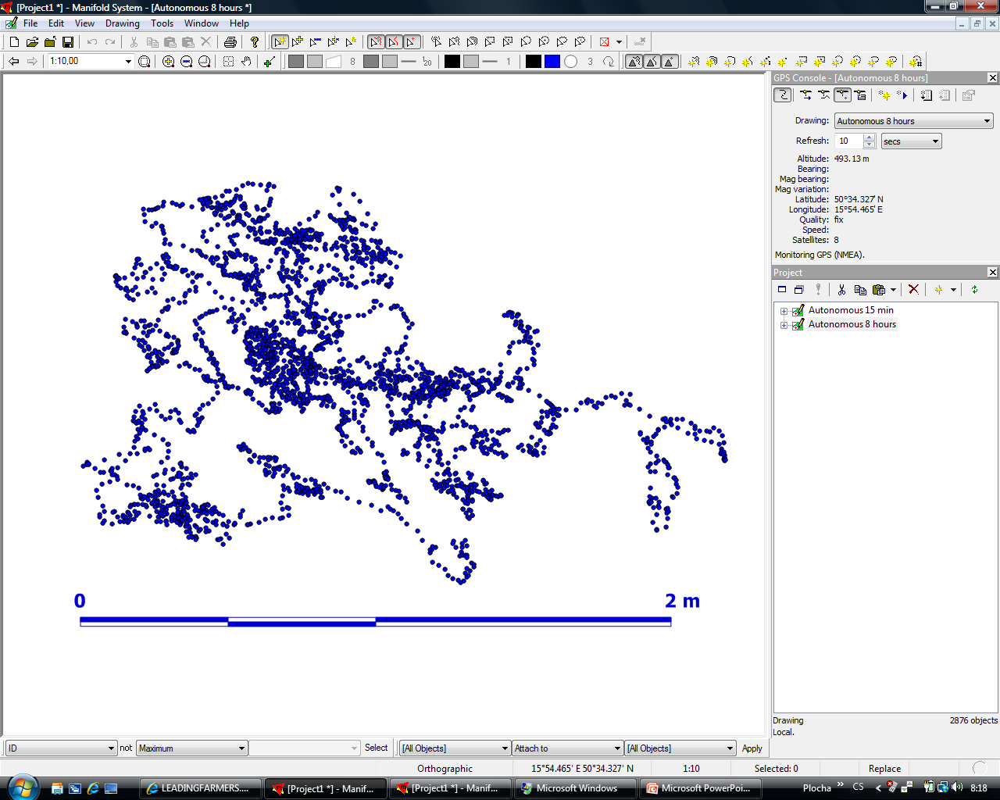 [Project1 *] - Manifold System - [Autonomous 8 hours *]
File Edit View Drawing Tools Window Help
1:10,00
8
20
1
3
GPS Console - [Autonomous 8 hours]
Drawing: Autonomous 8 hours
Refresh: 10 secs
Altitude: 493.13 m
Bearing:
Mag bearing:
Mag variation:
Latitude: 50°34.327' N
Longitude: 15°54.465' E
Quality: fix
Speed:
Satellites: 8
Monitoring GPS (NMEA).
Project
Autonomous 15 min
Autonomous 8 hours
0 2 m
Drawing 2876 objects
Local.
ID not Maximum Select [All Objects] Attach to [All Objects] Apply
Orthographic 15°54.465' E 50°34.327' N 1:10 Selected: 0 Replace
LEADINGFARMERS.... [Project1 *] - Manif... [Project1 *] - Manif... Microsoft Windows Microsoft PowerPoi... Plocha » CS 8:18